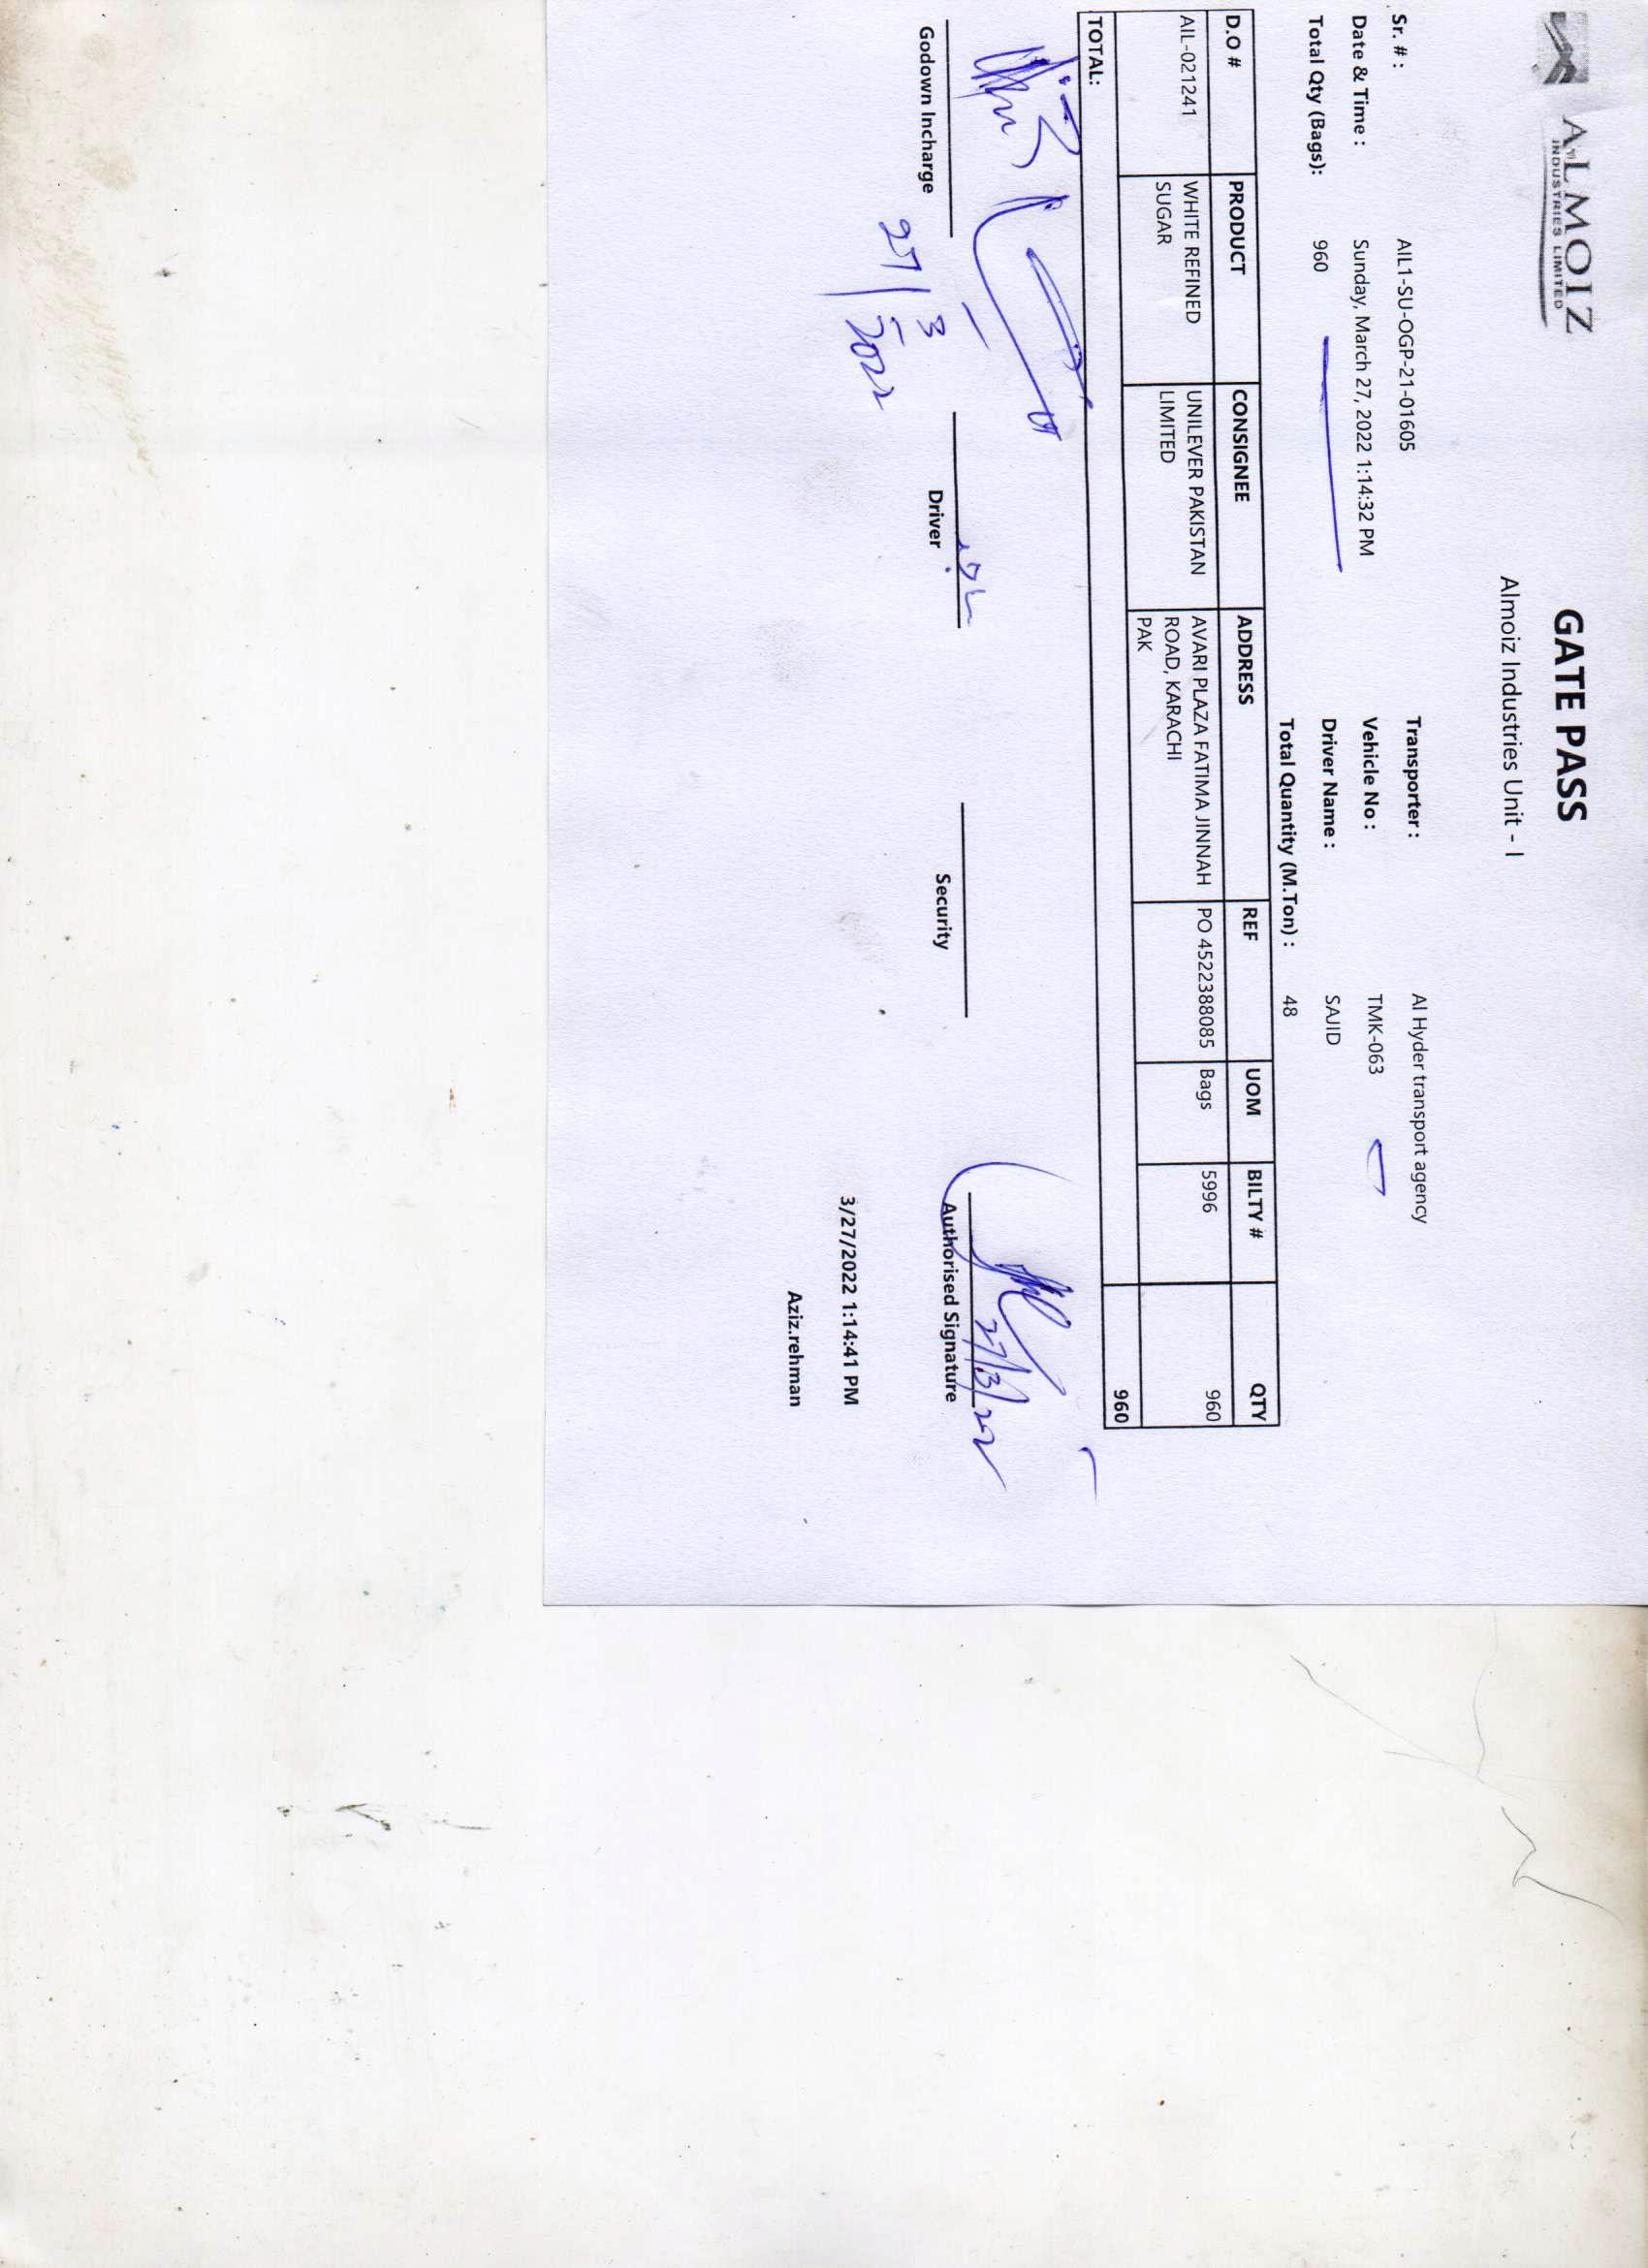 ALMOIZ
INDUSTRIES LIMITED
GATE PASS
Almoiz Industries Unit - I
Sr. # : AIL1-SU-OGP-21-01605 Transporter : Al Hyder transport agency
Date & Time : Sunday, March 27, 2022 1:14:32 PM Vehicle No : TMK-063
Total Qty (Bags): 960 Driver Name : SAJID
Total Quantity (M.Ton) : 48
D.O # PRODUCT CONSIGNEE ADDRESS REF UOM BILTY # QTY
AIL-021241 WHITE REFINED UNILEVER PAKISTAN AVARI PLAZA FATIMA JINNAH PO 4522388085 Bags 5996 960
SUGAR LIMITED ROAD, KARACHI
PAK
TOTAL: 960
27/3/22
Godown Incharge Driver Security Authorised Signature
27/3/2022
3/27/2022 1:14:41 PM
Aziz.rehman